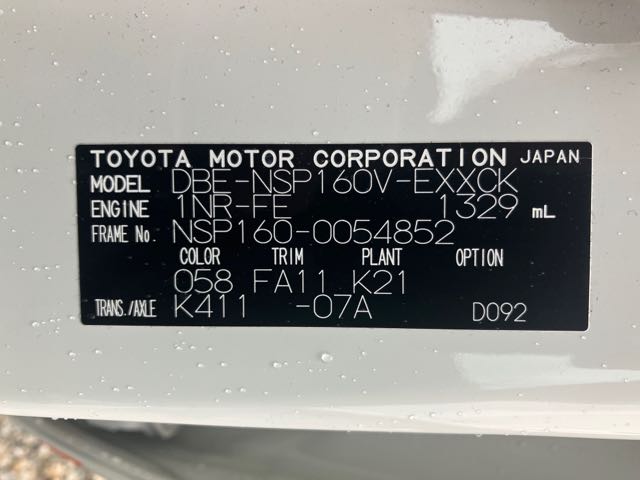 TOYOTA MOTOR CORPORATION JAPAN
MODEL DBE-NSP160V-EXXCK
ENGINE 1NR-FE 1329 mL
FRAME No. NSP160-0054852
COLOR TRIM PLANT OPTION
058 FA11 K21
TRANS./AXLE K411 -07A D092